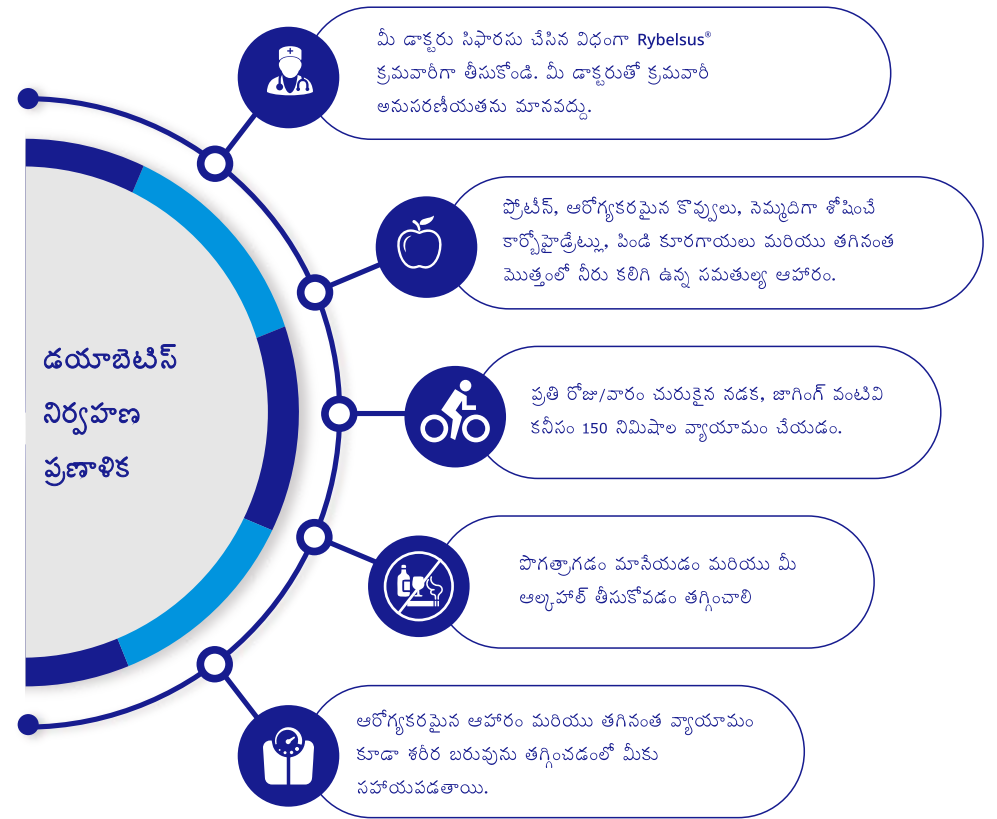 మీ డాక్టరు సిఫారసు చేసిన విధంగా Rybelsus®
క్రమవారీగా తీసుకోండి. మీ డాక్టరుతో క్రమవారీ
అనుసరణీయతను మానవద్దు.
ప్రోటీన్, ఆరోగ్యకరమైన కొవ్వులు, నెమ్మదిగా శోషించే
కార్బోహైడ్రేట్లు, పిండి కూరగాయలు మరియు తగినంత
మొత్తంలో నీరు కలిగి ఉన్న సమతుల్య ఆహారం.
డయాబెటిస్
నిర్వహణ
ప్రణాళిక
ప్రతి రోజు/వారం చురుకైన నడక, జాగింగ్ వంటివి
కనీసం 150 నిమిషాల వ్యాయామం చేయడం.
పొగత్రాగడం మానేయడం మరియు మీ
ఆల్కహాల్ తీసుకోవడం తగ్గించాలి
ఆరోగ్యకరమైన ఆహారం మరియు తగినంత వ్యాయామం
కూడా శరీర బరువును తగ్గించడంలో మీకు
సహాయపడతాయి.